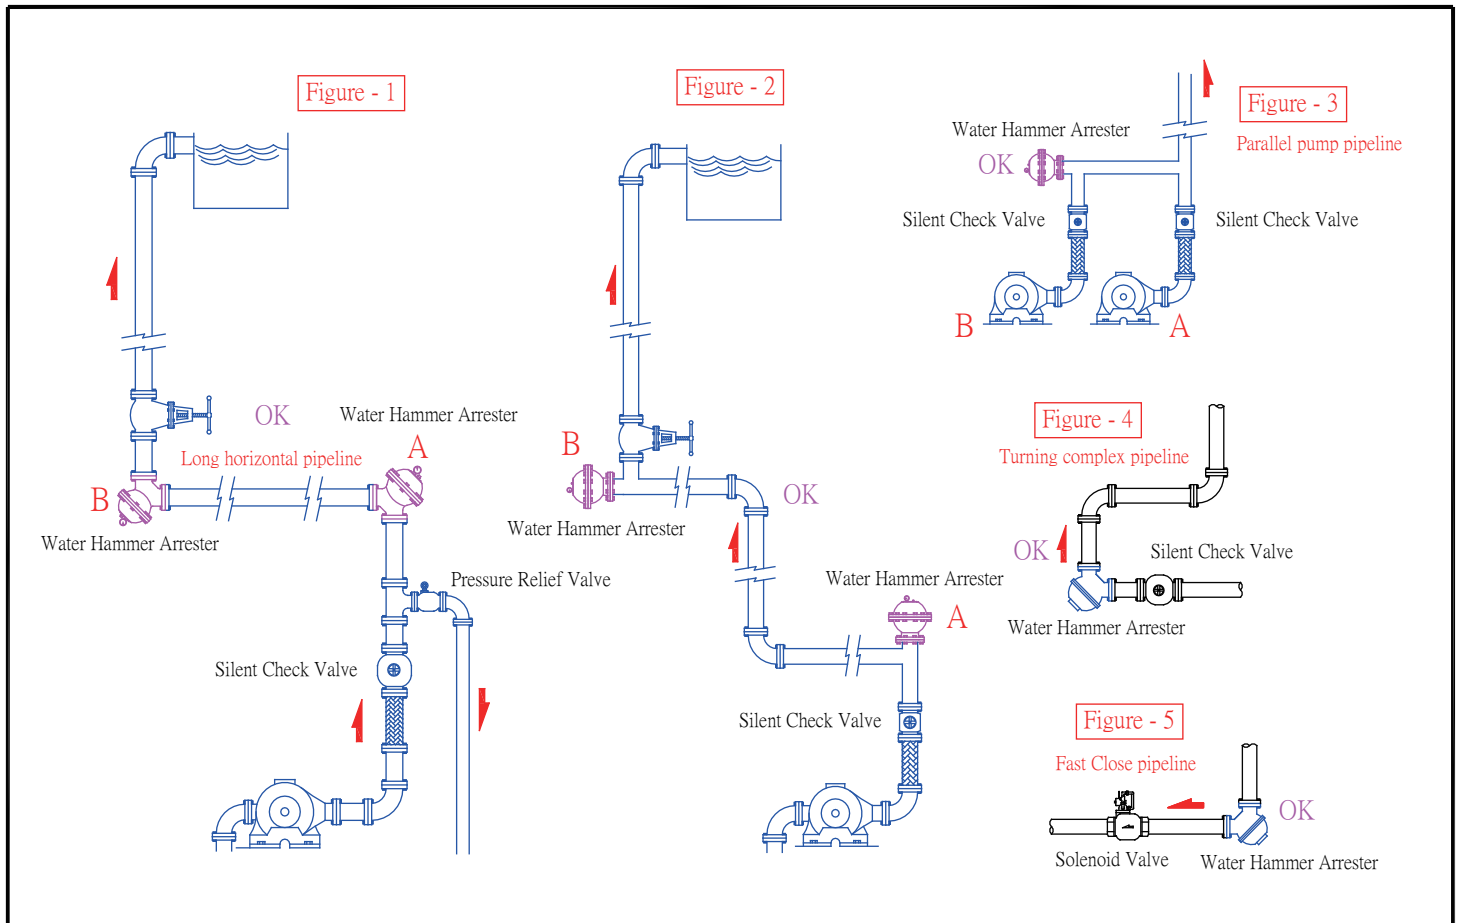 Figure - 1
OK
Water Hammer Arrester
A
Long horizontal pipeline
B
Water Hammer Arrester
Pressure Relief Valve
Silent Check Valve
Figure - 2
B
OK
Water Hammer Arrester
Water Hammer Arrester
A
Silent Check Valve
Figure - 3
Parallel pump pipeline
Water Hammer Arrester
OK
Silent Check Valve
Silent Check Valve
B
A
Figure - 4
Turning complex pipeline
OK
Silent Check Valve
Water Hammer Arrester
Figure - 5
Fast Close pipeline
OK
Solenoid Valve
Water Hammer Arrester